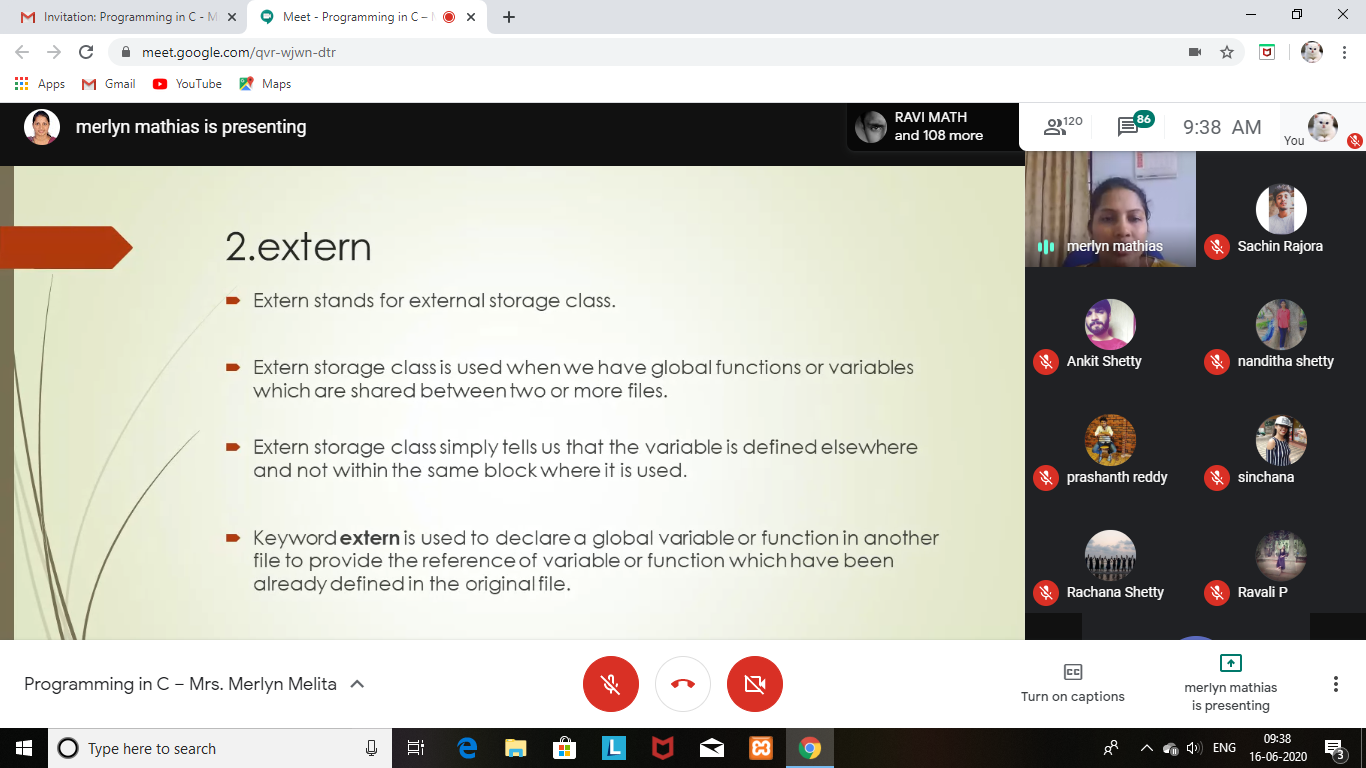 Invitation: Programming in C - M
Meet - Programming in C –
meet.google.com/qvr-wjwn-dtr
Apps
Gmail
YouTube
Maps
merlyn mathias is presenting
RAVI MATH
and 108 more
120
86
9:38 AM
You
2.extern
Extern stands for external storage class.
Extern storage class is used when we have global functions or variables
which are shared between two or more files.
Extern storage class simply tells us that the variable is defined elsewhere
and not within the same block where it is used.
Keyword extern is used to declare a global variable or function in another
file to provide the reference of variable or function which have been
already defined in the original file.
merlyn mathias
Sachin Rajora
Ankit Shetty
nanditha shetty
prashanth reddy
sinchana
Rachana Shetty
Ravali P
Programming in C – Mrs. Merlyn Melita
CC
Turn on captions
merlyn mathias
is presenting
Type here to search
L
ENG
09:38
16-06-2020
3